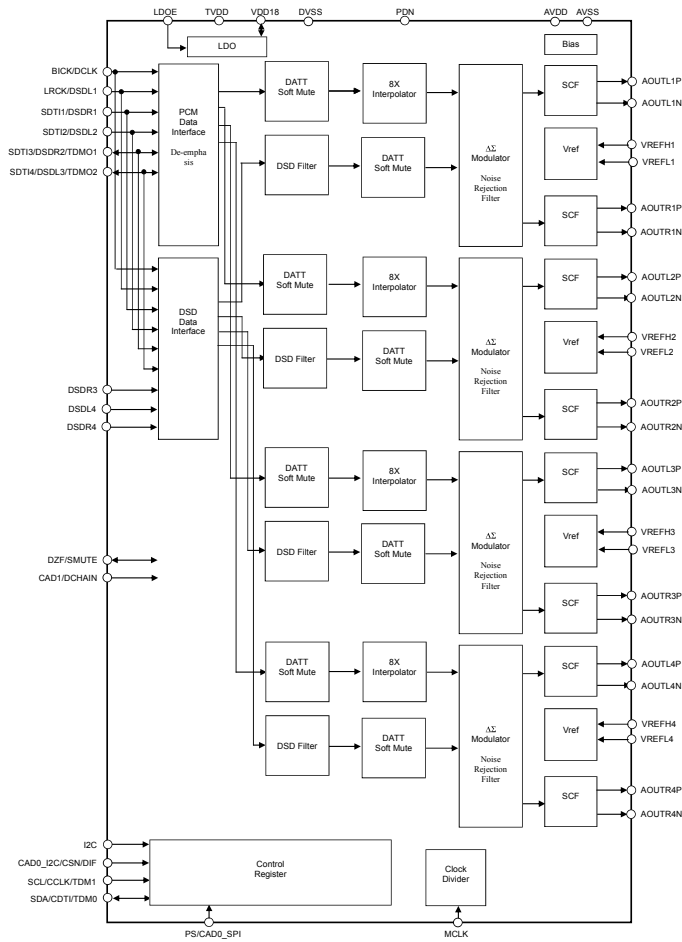 LDOE
TVDD
VDD18
DVSS
PDN
AVDD
AVSS
LDO
Bias
BICK/DCLK
LRCK/DSDL1
SDTI1/DSDR1
SDTI2/DSDL2
SDTI3/DSDR2/TDMO1
SDTI4/DSDL3/TDMO2
PCM
Data
Interface
De-empha
sis
DATT
Soft Mute
8X
Interpolator
ΔΣ
Modulator
Noise
Rejection
Filter
SCF
AOUTL1P
AOUTL1N
DSD Filter
DATT
Soft Mute
Vref
VREFH1
VREFL1
SCF
AOUTR1P
AOUTR1N
DSD
Data
Interface
DSDR3
DSDL4
DSDR4
DATT
Soft Mute
8X
Interpolator
ΔΣ
Modulator
Noise
Rejection
Filter
SCF
AOUTL2P
AOUTL2N
DSD Filter
DATT
Soft Mute
Vref
VREFH2
VREFL2
SCF
AOUTR2P
AOUTR2N
DATT
Soft Mute
8X
Interpolator
ΔΣ
Modulator
Noise
Rejection
Filter
SCF
AOUTL3P
AOUTL3N
DSD Filter
DATT
Soft Mute
Vref
VREFH3
VREFL3
SCF
AOUTR3P
AOUTR3N
DZF/SMUTE
CAD1/DCHAIN
DATT
Soft Mute
8X
Interpolator
ΔΣ
Modulator
Noise
Rejection
Filter
SCF
AOUTL4P
AOUTL4N
DSD Filter
DATT
Soft Mute
Vref
VREFH4
VREFL4
SCF
AOUTR4P
AOUTR4N
I2C
CAD0_I2C/CSN/DIF
SCL/CCLK/TDM1
SDA/CDTI/TDM0
Control
Register
Clock
Divider
PS/CAD0_SPI
MCLK